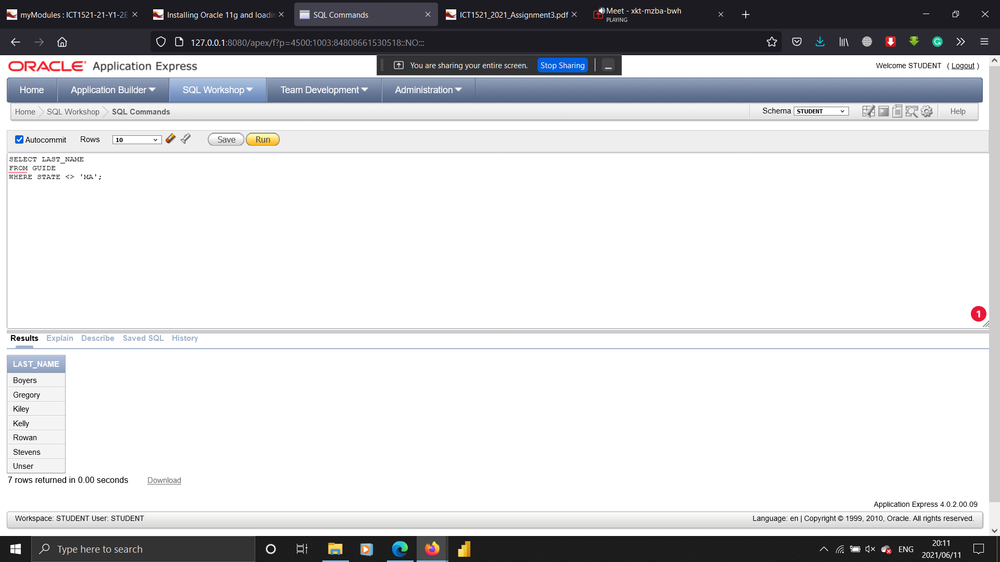 myModules : ICT1521-21-Y1-2E
Installing Oracle 11g and loadin
SQL Commands
ICT1521_2021_Assignment3.pdf
Meet - xkt-mzba-bwh
PLAYING
127.0.0.1:8080/apex/f?p=4500:1003:84808661530518::NO:::
ORACLE Application Express
You are sharing your entire screen. Stop Sharing
Welcome STUDENT ( Logout )
Home Application Builder SQL Workshop Team Development Administration
Home SQL Workshop SQL Commands
Schema STUDENT Help
Autocommit Rows 10 Save Run
SELECT LAST_NAME
FROM GUIDE
WHERE STATE <> 'MA';
1
Results Explain Describe Saved SQL History
LAST_NAME
Boyers
Gregory
Kiley
Kelly
Rowan
Stevens
Unser
7 rows returned in 0.00 seconds Download
Application Express 4.0.2.00.09
Workspace: STUDENT User: STUDENT
Language: en | Copyright © 1999, 2010, Oracle. All rights reserved.
Type here to search
ENG
20:11
2021/06/11